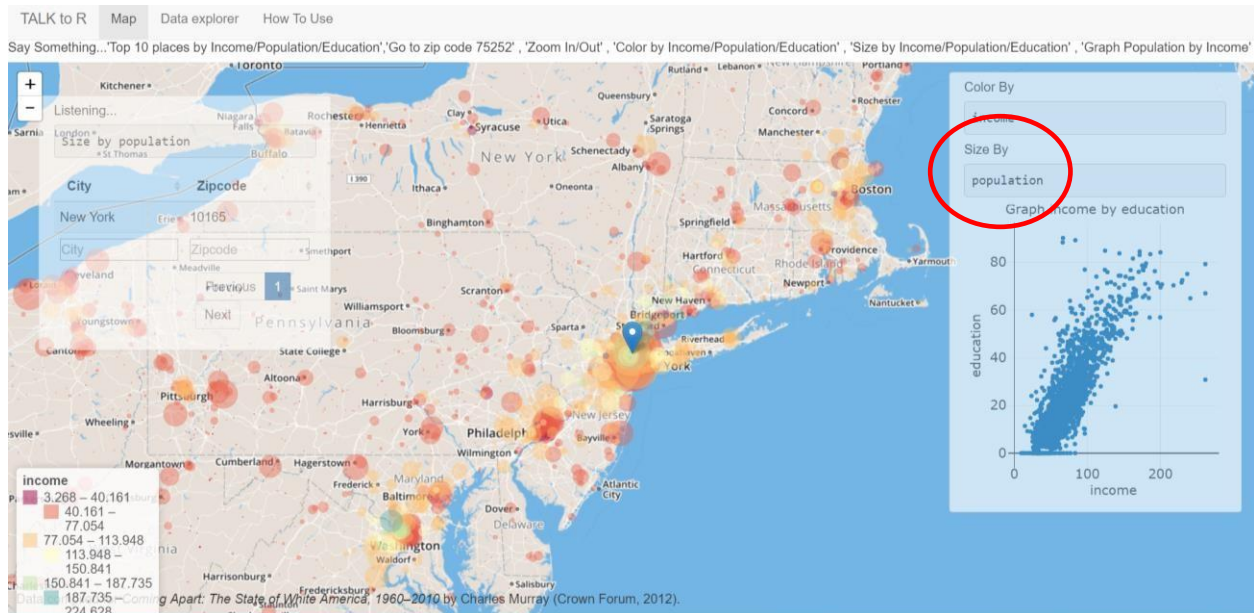 TALK to R Map Data explorer How To Use
Say Something...'Top 10 places by Income/Population/Education','Go to zip code 75252' , 'Zoom In/Out' , 'Color by Income/Population/Education' , 'Size by Income/Population/Education' , 'Graph Population by Income'
+
−
Listening...
Size by population
City Zipcode
New York 10165
City Zipcode
Previous 1
Next
Color By
income
Size By
population
Graph income by education
80
60
40
20
0
education
0 100 200
income
Toronto
Kitchener
Sarnia
London
St Thomas
Niagara
Falls
Buffalo
Rochester
Batavia
Henrietta
Clay
Syracuse
Utica
Rutland
Lebanon
Portland
Queensbury
Saratoga
Springs
Concord
Rochester
Manchester
New York
Schenectady
Albany
I 390
Ithaca
Oneonta
Boston
Massachusetts
Binghamton
Springfield
Erie
Smethport
Meadville
Hartford
Connecticut
Rhode Island
Providence
Yarmouth
Newport
Nantucket
Saint Marys
Scranton
Williamsport
New Haven
Bridgeport
Youngstown
Pennsylvania
Bloomsburg
Sparta
Riverhead
York
Canton
State College
Altoona
Pittsburgh
Harrisburg
New Jersey
Wheeling
York
Philadelph
Bayville
Wilmington
Morgantown
Cumberland
Hagerstown
Frederick
Maryland
Baltimore
Atlantic
City
Dover
Delaware
Washington
Waldorf
Harrisonburg
Fredericksburg
Salisbury
Staunton
income
3.268 – 40.161
40.161 –
77.054
77.054 – 113.948
113.948 –
150.841
150.841 – 187.735
187.735 –
224.628
Coming Apart: The State of White America, 1960–2010 by Charles Murray (Crown Forum, 2012).